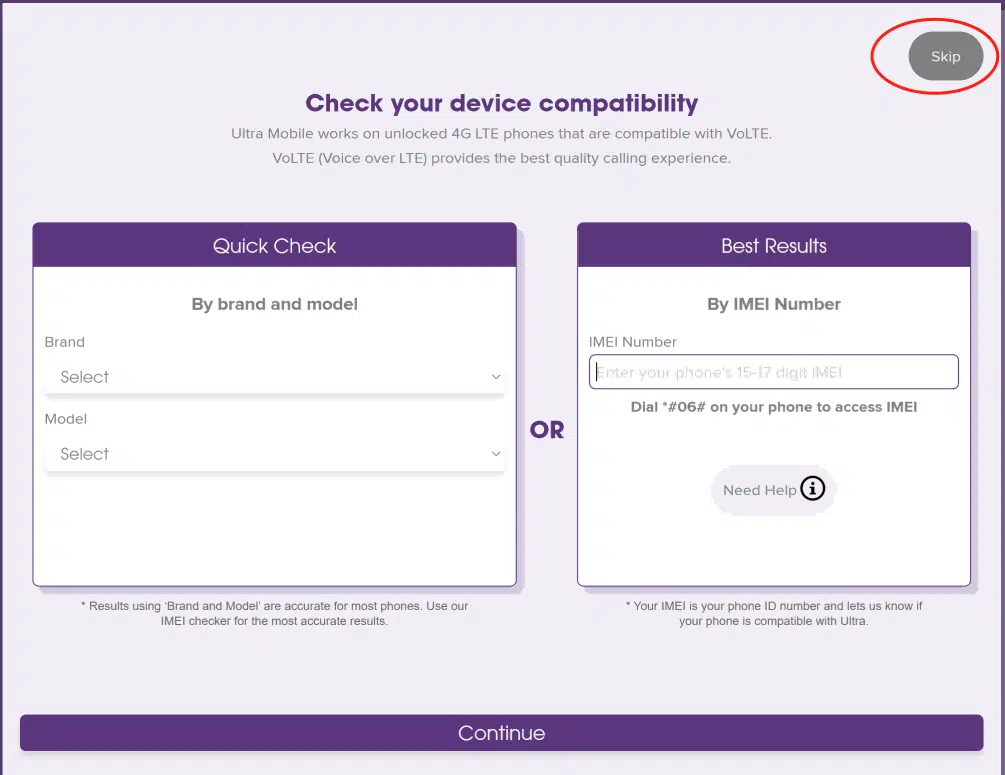 Skip
Check your device compatibility
Ultra Mobile works on unlocked 4G LTE phones that are compatible with VoLTE.
VoLTE (Voice over LTE) provides the best quality calling experience.
Quick Check
By brand and model
Brand
Select
Model
Select
* Results using ‘Brand and Model’ are accurate for most phones. Use our
IMEI checker for the most accurate results.
OR
Best Results
By IMEI Number
IMEI Number
Enter your phone's 15-17 digit IMEI
Dial *#06# on your phone to access IMEI
Need Help i
* Your IMEI is your phone ID number and lets us know if
your phone is compatible with Ultra.
Continue